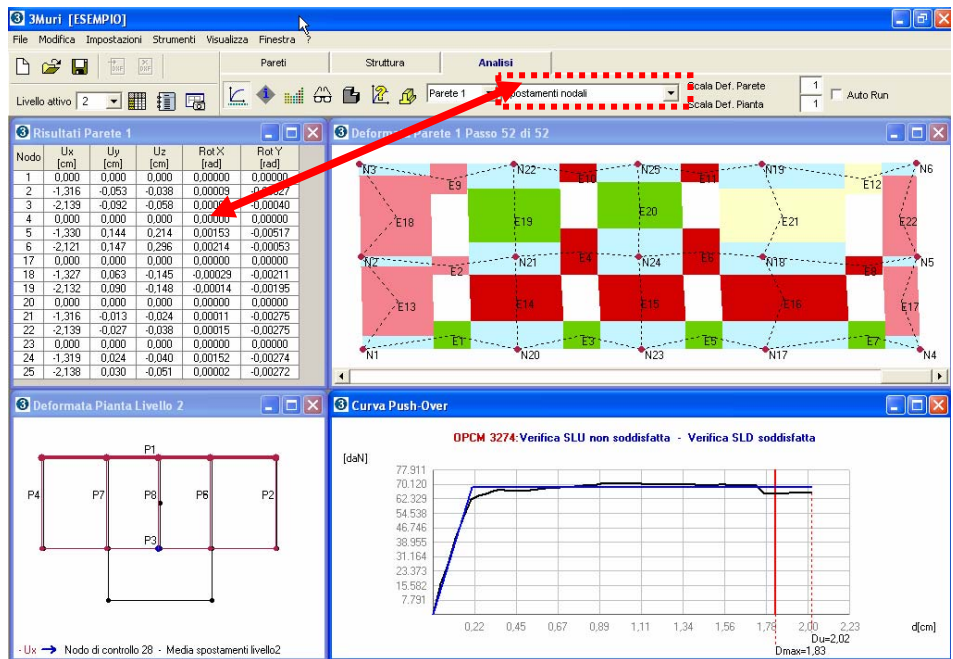 3Muri [ESEMPIO]
File Modifica Impostazioni Strumenti Visualizza Finestra ?
Pareti Struttura Analisi
Livello attivo 2
Parete 1
Spostamenti nodali
Scala Def. Parete 1
Scala Def. Pianta 1
Auto Run
Risultati Parete 1
Nodo Ux [cm] Uy [cm] Uz [cm] RotX [rad] RotY [rad]
1 0,000 0,000 0,000 0,00000 0,00000
2 -1,316 -0,053 -0,038 0,00009
3 -2,139 -0,092 -0,058 -0,00040
4 0,000 0,000 0,000 0,00000 0,00000
5 -1,330 0,144 0,214 0,00153 -0,00517
6 -2,121 0,147 0,296 0,00214 -0,00053
17 0,000 0,000 0,000 0,00000 0,00000
18 -1,327 0,063 -0,145 -0,00029 -0,00211
19 -2,132 0,090 -0,148 -0,00014 -0,00195
20 0,000 0,000 0,000 0,00000 0,00000
21 -1,316 -0,013 -0,024 0,00011 -0,00275
22 -2,139 -0,027 -0,038 0,00015 -0,00275
23 0,000 0,000 0,000 0,00000 0,00000
24 -1,319 0,024 -0,040 0,00152 -0,00274
25 -2,138 0,030 -0,051 0,00002 -0,00272
Deformata Parete 1 Passo 52 di 52
N3 E9 N22 E10 N25 E11 N19 E12 N6
E18 E19 E20 E21 E22
N2 E2 N21 E4 N24 E6 N18 E8 N5
E13 E14 E15 E16 E17
N1 E1 N20 E3 N23 E5 N17 E7 N4
Deformata Pianta Livello 2
P1
P4 P7 P8 P6 P2
P3
- Ux Nodo di controllo 28 - Media spostamenti livello2
Curva Push-Over
OPCM 3274:Verifica SLU non soddisfatta - Verifica SLD soddisfatta
[daN]
77.911
70.120
62.329
54.538
46.746
38.955
31.164
23.373
15.582
7.791
0,22 0,45 0,67 0,89 1,11 1,34 1,56 1,78 2,00 2,23 d[cm]
Du=2,02
Dmax=1,83